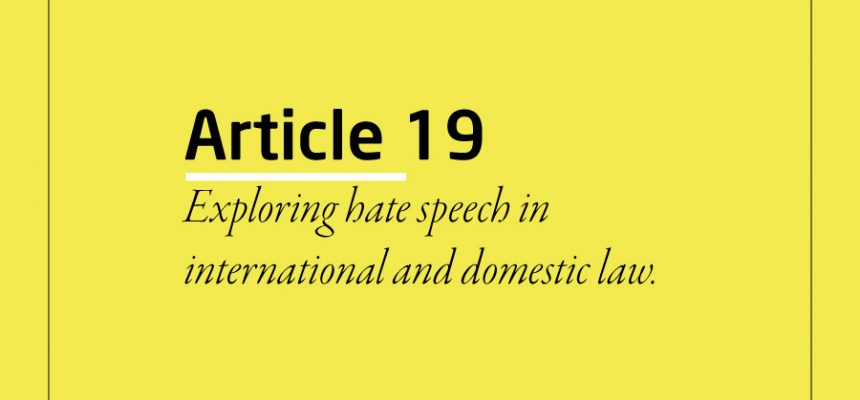 Article 19
Exploring hate speech in
international and domestic law.